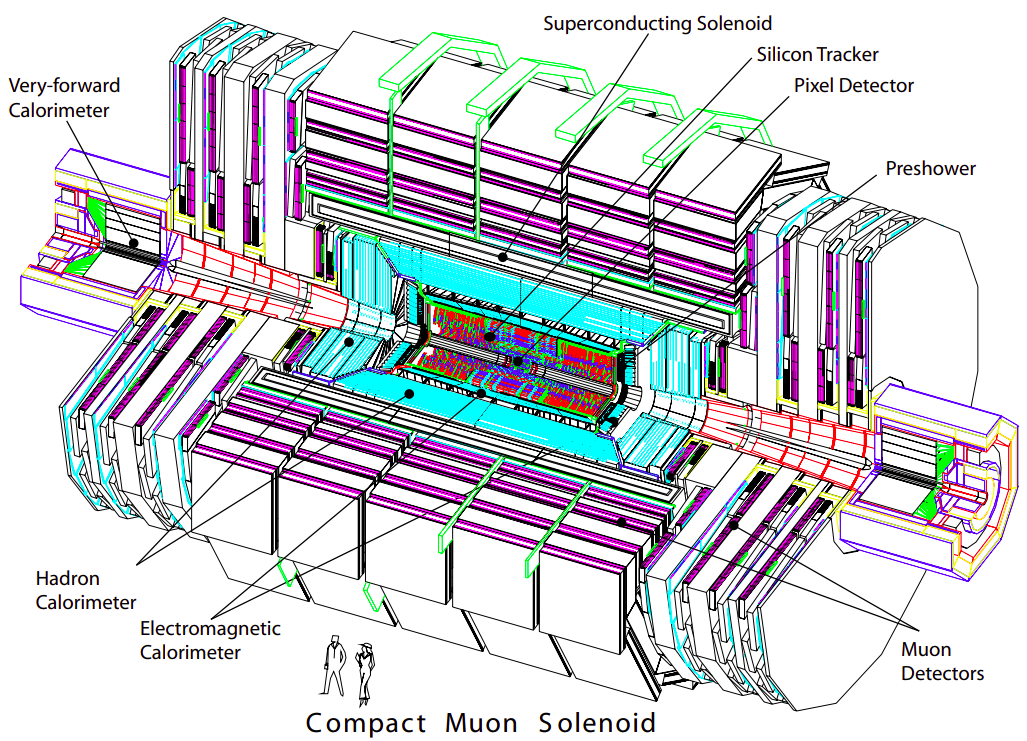 Superconducting Solenoid
Silicon Tracker
Pixel Detector
Very-forward
Calorimeter
Preshower
Hadron
Calorimeter
Electromagnetic
Calorimeter
Muon
Detectors
Compact Muon Solenoid